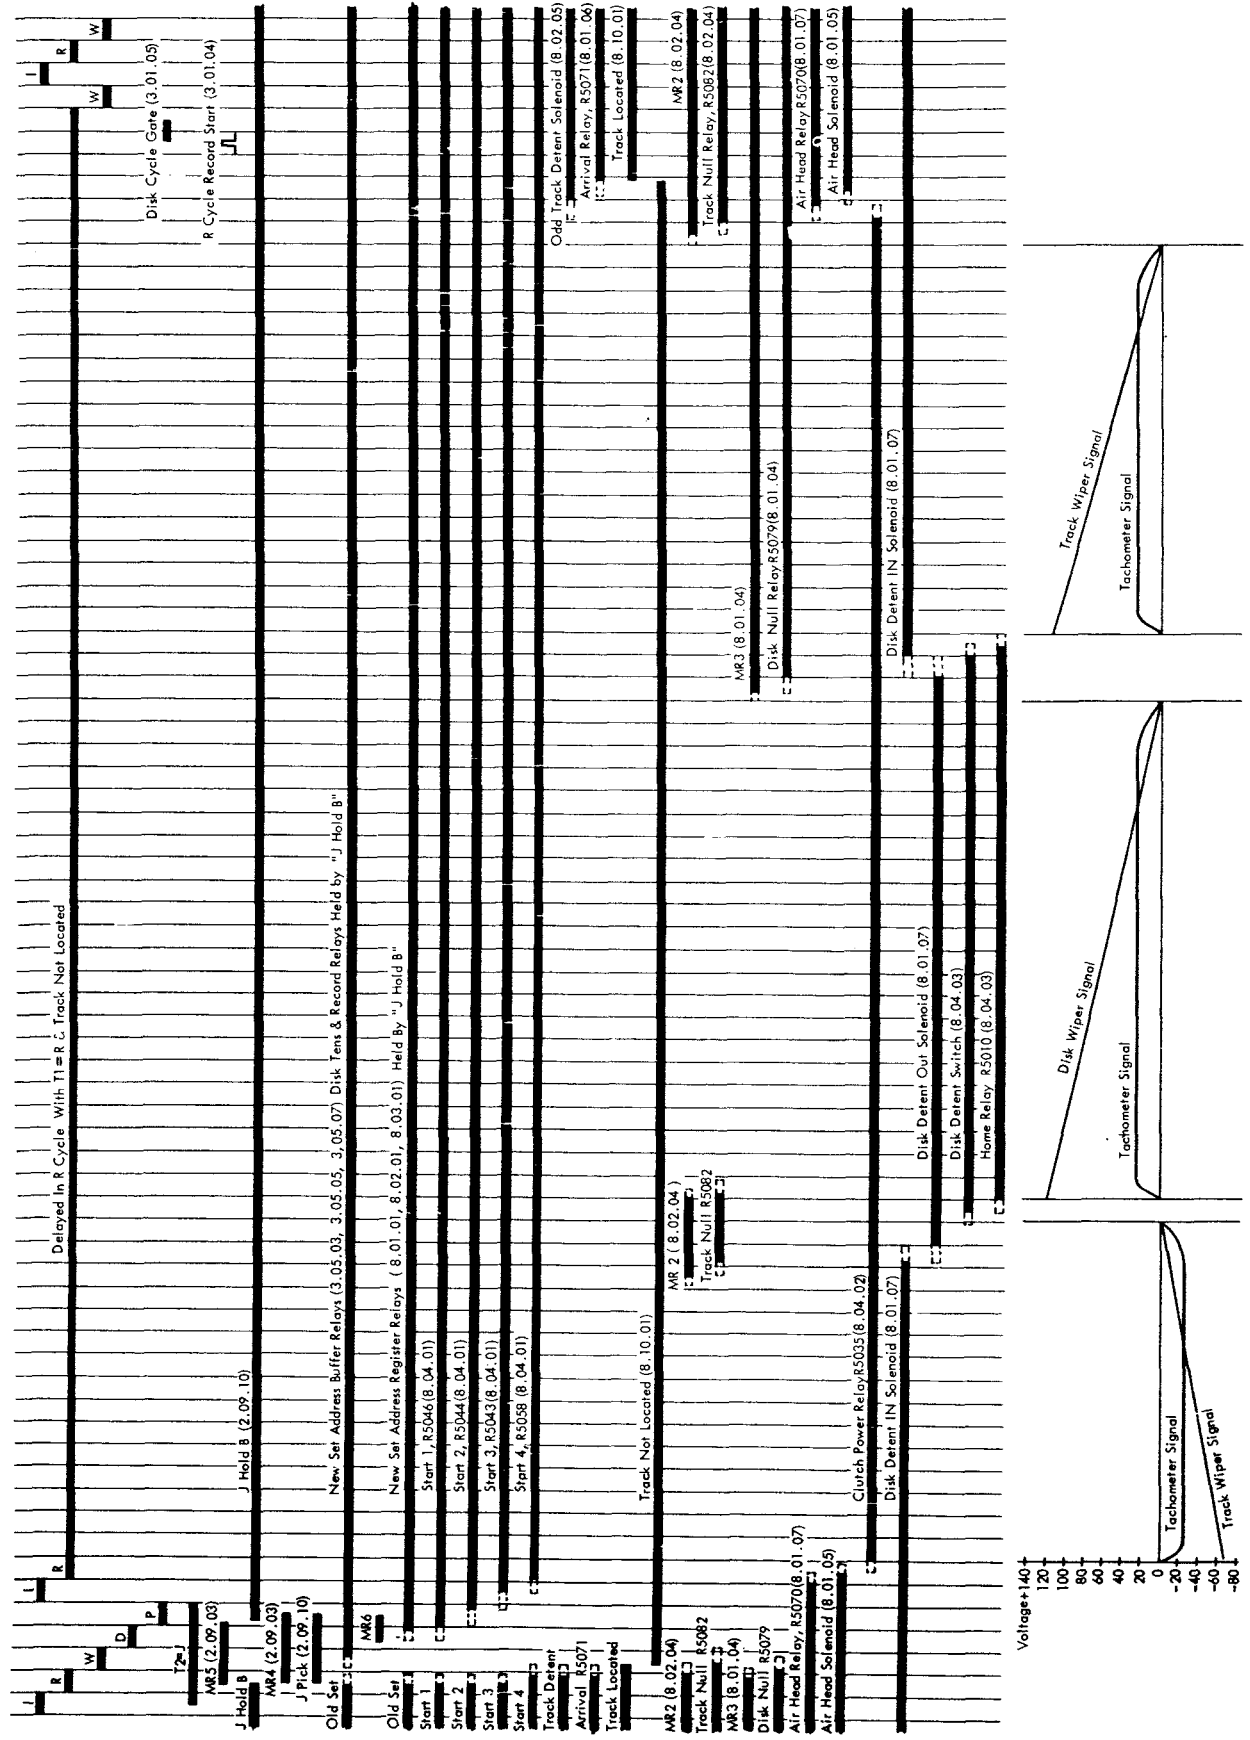 I
R
W
D
P
I
R
Delayed In R Cycle With T1=R & Track Not Located
W
I
R
W
Disk Cycle Gate (3.01.05)
R Cycle Record Start (3.01.04)
T2=J
MR5 (2.09.03)
J Hold B
J Hold B (2.09.10)
MR4 (2.09.03)
J Pick (2.09.10)
Old Set
New Set Address Buffer Relays (3.05.03, 3.05.05, 3.05.07) Disk Tens & Record Relays Held by "J Hold B"
MR6
Old Set
New Set Address Register Relays (8.01.01, 8.02.01, 8.03.01) Held By "J Hold B"
Start 1
Start 1, R5046(8.04.01)
Start 2
Start 2, R5044(8.04.01)
Start 3
Start 3, R5043(8.04.01)
Start 4
Start 4, R5058 (8.04.01)
Track Detent
Odd Track Detent Solenoid (8.02.05)
Arrival R5071
Arrival Relay, R5071(8.01.06)
Track Located
Track Located (8.10.01)
Track Not Located (8.10.01)
MR2 (8.02.04)
MR 2 (8.02.04)
MR2 (8.02.04)
Track Null R5082
Track Null R5082
Track Null Relay, R5082(8.02.04)
MR3 (8.01.04)
MR3 (8.01.04)
Disk Null R5079
Disk Null Relay R5079(8.01.04)
Air Head Relay, R5070(8.01.07)
Air Head Relay R5070(8.01.07)
Air Head Solenoid (8.01.05)
Air Head Solenoid (8.01.05)
Clutch Power Relay R5035(8.04.02)
Disk Detent IN Solenoid (8.01.07)
Disk Detent IN Solenoid (8.01.07)
Disk Detent Out Solenoid (8.01.07)
Disk Detent Switch (8.04.03)
Home Relay R5010 (8.04.03)
Voltage+140
120
100
80
60
40
20
0
-20
-40
-60
-80
Tachometer Signal
Track Wiper Signal
Disk Wiper Signal
Tachometer Signal
Track Wiper Signal
Tachometer Signal